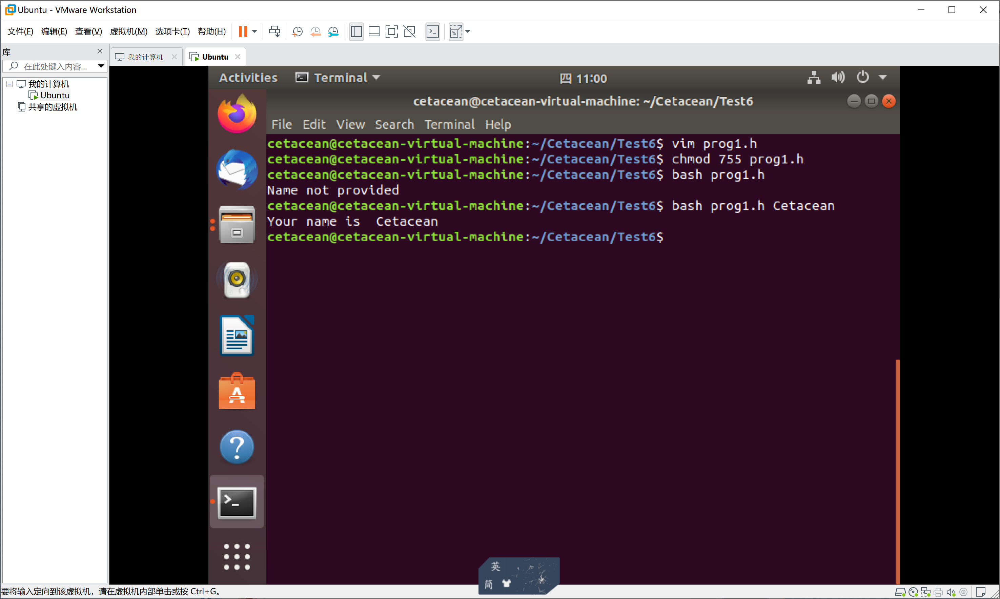 Ubuntu - VMware Workstation
文件(F) 编辑(E) 查看(V) 虚拟机(M) 选项卡(T) 帮助(H)
库
在此处键入内容...
我的计算机
Ubuntu
共享的虚拟机
我的计算机
Ubuntu
Activities
Terminal
四 11:00
cetacean@cetacean-virtual-machine: ~/Cetacean/Test6
File Edit View Search Terminal Help
cetacean@cetacean-virtual-machine:~/Cetacean/Test6$ vim prog1.h
cetacean@cetacean-virtual-machine:~/Cetacean/Test6$ chmod 755 prog1.h
cetacean@cetacean-virtual-machine:~/Cetacean/Test6$ bash prog1.h
Name not provided
cetacean@cetacean-virtual-machine:~/Cetacean/Test6$ bash prog1.h Cetacean
Your name is  Cetacean
cetacean@cetacean-virtual-machine:~/Cetacean/Test6$
英
简
要将输入定向到该虚拟机，请在虚拟机内部单击或按 Ctrl+G。